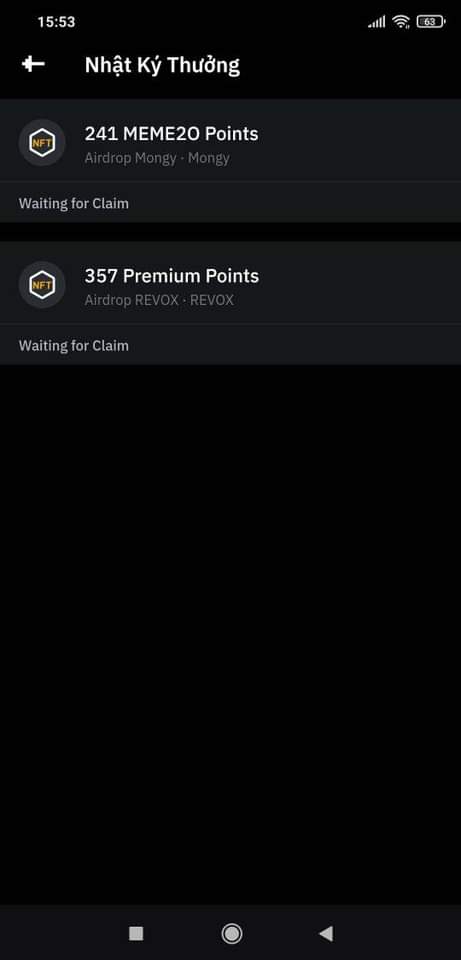 15:53
63
Nhật Ký Thưởng
NFT
241 MEME2O Points
Airdrop Mongy · Mongy
Waiting for Claim
NFT
357 Premium Points
Airdrop REVOX · REVOX
Waiting for Claim